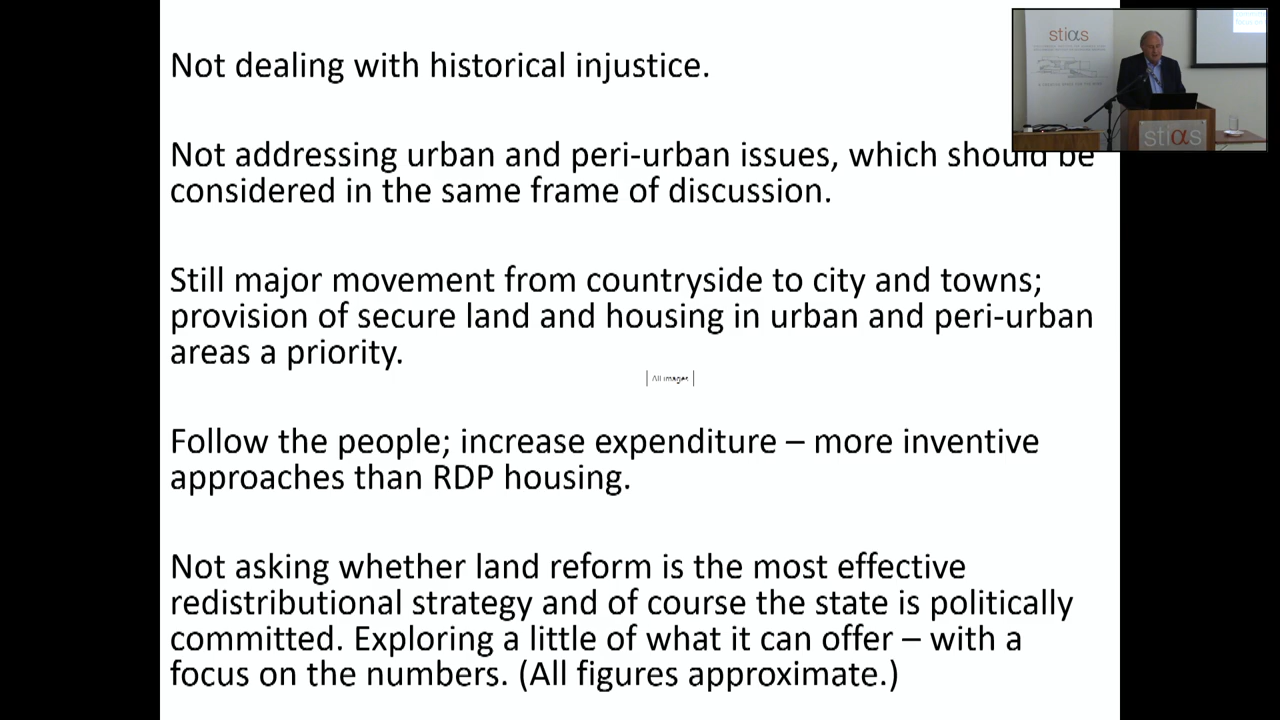 Not dealing with historical injustice.
Not addressing urban and peri-urban issues, which should be
considered in the same frame of discussion.
Still major movement from countryside to city and towns;
provision of secure land and housing in urban and peri-urban
areas a priority.
All images
Follow the people; increase expenditure – more inventive
approaches than RDP housing.
Not asking whether land reform is the most effective
redistributional strategy and of course the state is politically
committed. Exploring a little of what it can offer – with a
focus on the numbers. (All figures approximate.)
stiαs
stiαs